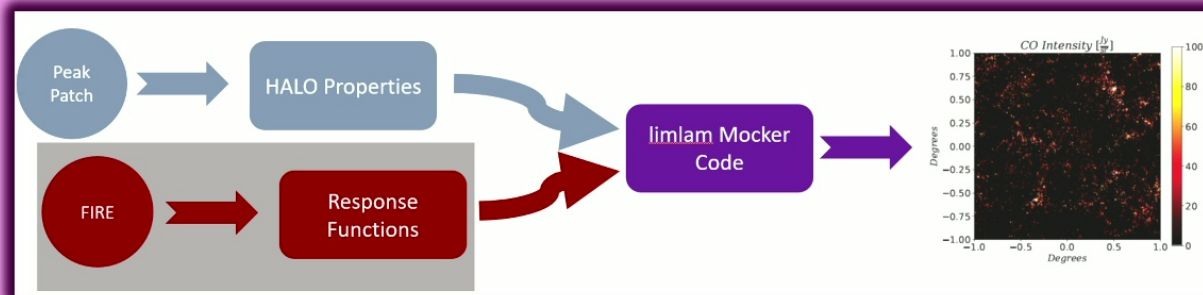 Peak
Patch
HALO Properties
FIRE
Response
Functions
limlam Mocker
Code
CO Intensity [Jy/sr]
1.00
0.75
0.50
0.25
0.00
−0.25
−0.50
−0.75
−1.00
Degrees
−1.0
−0.5
0.0
0.5
1.0
Degrees
100
80
60
40
20
0